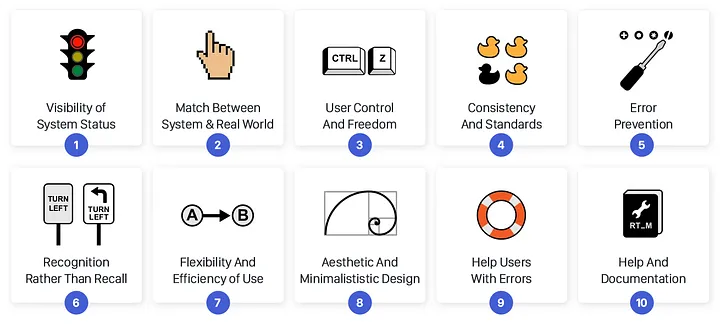 CTRL Z
Visibility of
System Status
1
Match Between
System & Real World
2
User Control
And Freedom
3
Consistency
And Standards
4
Error
Prevention
5
TURN
LEFT
TURN
LEFT
A B
RT_M
Recognition
Rather Than Recall
6
Flexibility And
Efficiency of Use
7
Aesthetic And
Minimalististic Design
8
Help Users
With Errors
9
Help And
Documentation
10